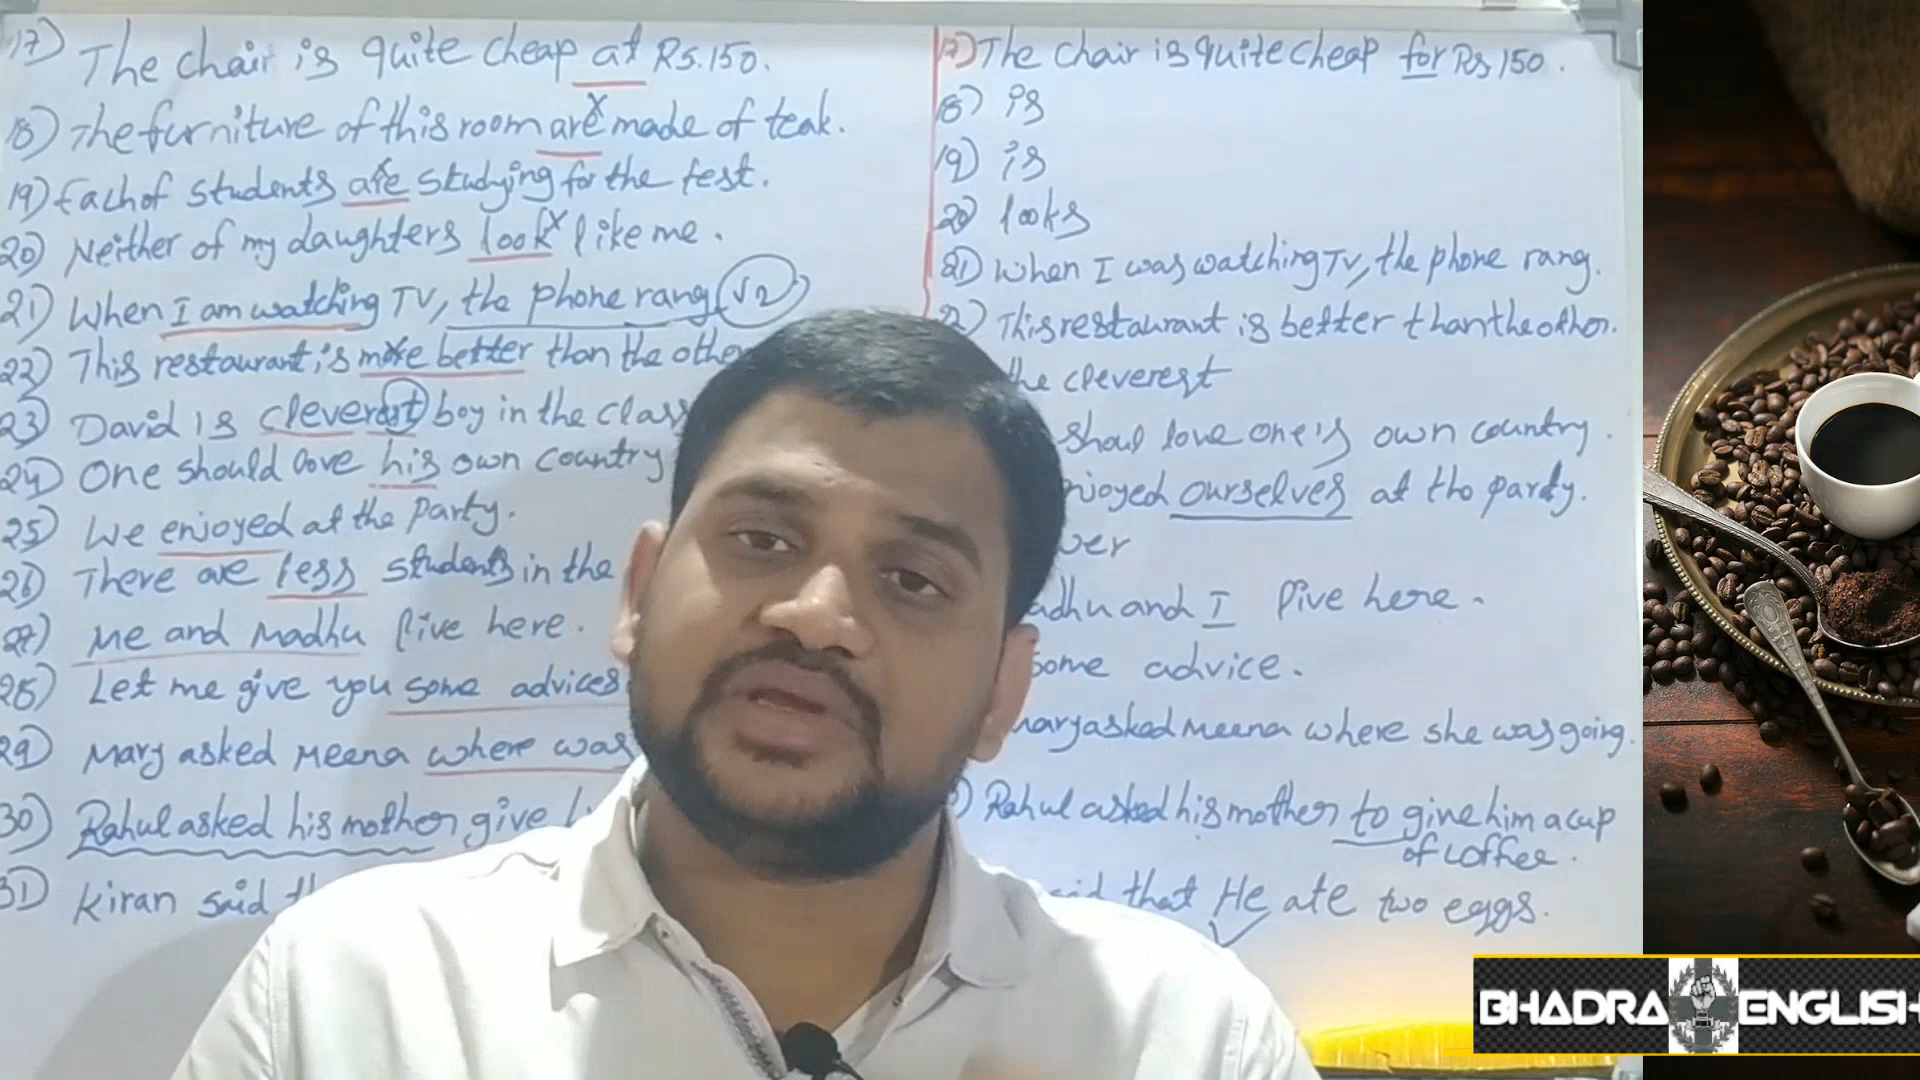 17) The chair is quite cheap at Rs.150.
18) The furniture of this room are made of teak.
19) Each of students are studying for the test.
20) Neither of my daughters look like me.
21) When I am watching TV, the phone rang (V2)
22) This restaurant is more better than the other
23) David is cleverest boy in the class
24) One should love his own country
25) We enjoyed at the Party.
26) There are less students in the
27) Me and Madhu live here.
28) Let me give you some advices
29) Mary asked Meena where was
30) Rahul asked his mother give
31) Kiran said
17) The chair is quite cheap for Rs 150.
18) is
19) is
20) looks
21) When I was watching TV, the phone rang.
This restaurant is better than the other.
the cleverest
shoul love one's own country.
enjoyed ourselves at the party.
and I live here.
some advice.
Mary asked Meena where she was going.
Rahul asked his mother to give him a cup
of coffee.
that He ate two eggs.
BHADRA ENGLISH